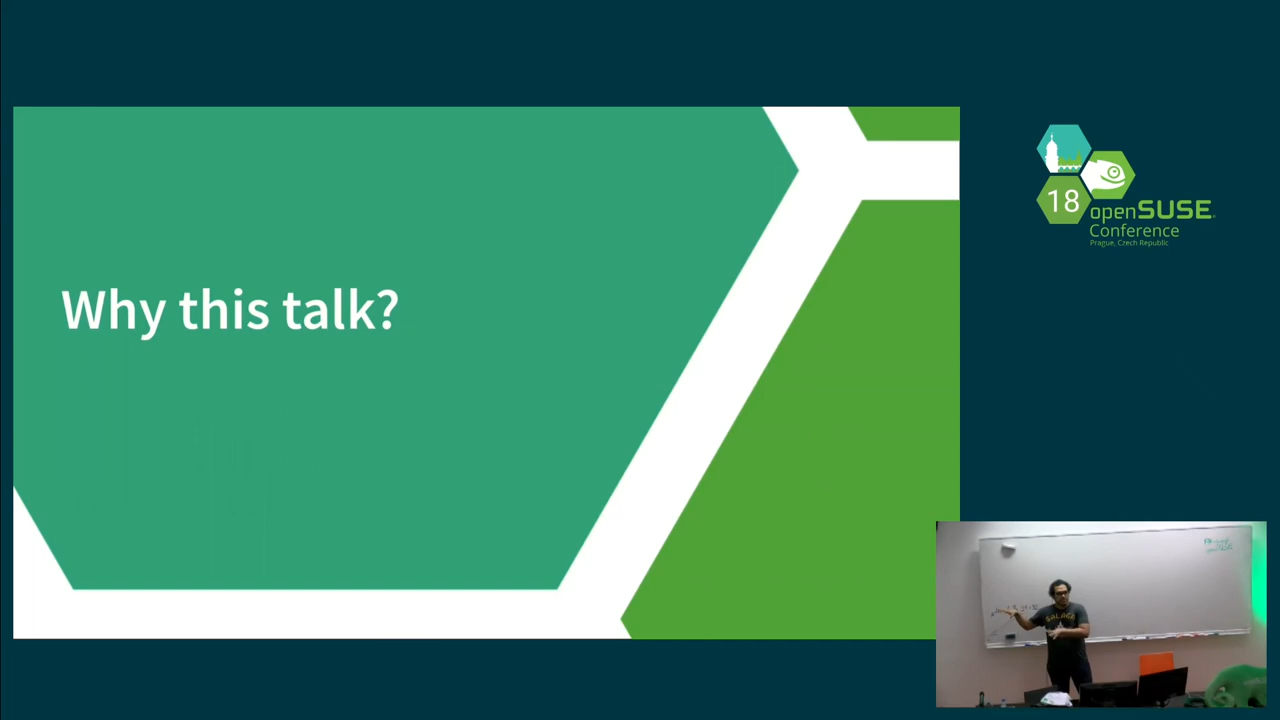 Why this talk?
18
openSUSE
Conference
Prague, Czech Republic